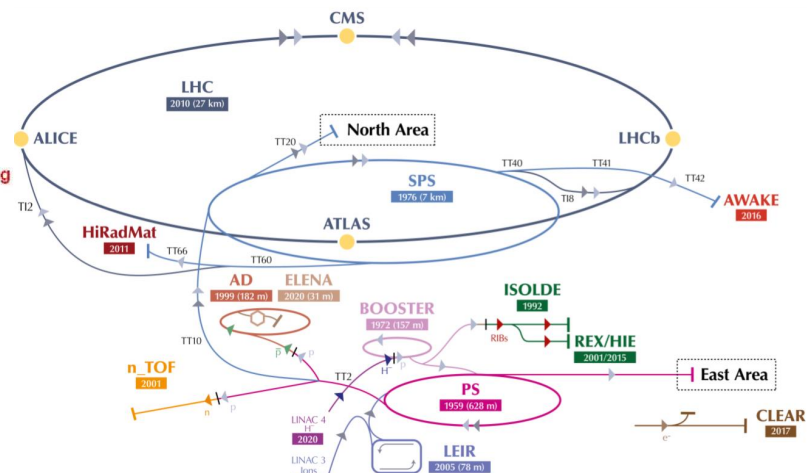 CMS
LHC
2010 (27 km)
ALICE
LHCb
North Area
TT20
TT40
TT41
TT42
SPS
1976 (7 km)
TI8
AWAKE
2016
g
TI2
HiRadMat
2011
ATLAS
TT66
TT60
AD
1999 (182 m)
ELENA
2020 (31 m)
ISOLDE
1992
BOOSTER
1972 (157 m)
RIBs
REX/HIE
2001/2015
TT10
p̅
p
H⁻
p
n_TOF
2001
TT2
East Area
PS
1959 (628 m)
n
p
LINAC 4
H⁻
2020
CLEAR
2017
e⁻
LINAC 3
Ions
LEIR
2005 (78 m)